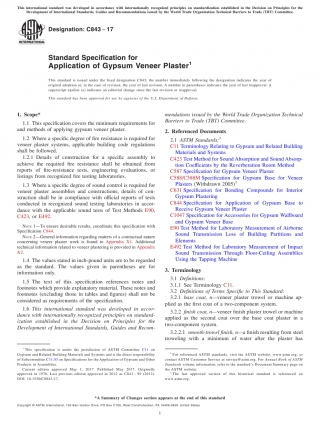 This international standard was developed in accordance with internationally recognized principles on standardization established in the Decision on Principles for the
Development of International Standards, Guides and Recommendations issued by the World Trade Organization Technical Barriers to Trade (TBT) Committee.
Designation: C843 − 17
INTERNATIONAL
Standard Specification for
Application of Gypsum Veneer Plaster1
This standard is issued under the fixed designation C843; the number immediately following the designation indicates the year of
original adoption or, in the case of revision, the year of last revision. A number in parentheses indicates the year of last reapproval. A
superscript epsilon (ε) indicates an editorial change since the last revision or reapproval.
This standard has been approved for use by agencies of the U.S. Department of Defense.
1. Scope*
1.1 This specification covers the minimum requirements for
and methods of applying veneer plaster.
1.2 Where a specific degree of fire resistance is required for
veneer plaster systems, applicable building code regulations
shall be followed.
1.2.1 Details of construction for a specific assembly to
achieve the required fire resistance shall be obtained from
reports of fire-resistance tests, engineering evaluations, or
listings from recognized fire testing laboratories.
1.3 Where a specific degree of sound control is required for
veneer plaster assemblies and constructions, details of con-
struction shall be in compliance with official reports of tests
conducted in recognized sound testing laboratories in accor-
dance with the applicable sound tests of Test Methods E90,
C423, or E492.
NOTE 1—To ensure desirable results, coordinate this specification with
Specification C844.
NOTE 2—General information regarding matters of a contractual nature
concerning veneer plaster work is found in Appendix X1. Additional
technical information related to veneer plastering is provided in Appendix
X2.
1.4 The values stated in inch-pound units are to be regarded
as the standard. The values given in parentheses are for
information only.
1.5 The text of this specification references notes and
footnotes which provide explanatory material. These notes and
footnotes (excluding those in tables and figures) shall not be
considered as requirements of the specification.
1.6 This international standard was developed in accor-
dance with internationally recognized principles on standard-
ization established in the Decision on Principles for the
Development of International Standards, Guides and Recom-
mendations issued by the World Trade Organization Technical
Barriers to Trade (TBT) Committee.
2. Referenced Documents
2.1 ASTM Standards:2
C11 Terminology Relating to Gypsum and Related Building
Materials and Systems
C423 Test Method for Sound Absorption and Sound Absorp-
tion Coefficients by the Reverberation Room Method
C587 Specification for Gypsum Veneer Plaster
C588/C588M Specification for Gypsum Base for Veneer
Plasters (Withdrawn 2005)3
C631 Specification for Bonding Compounds for Interior
Gypsum Plastering
C844 Specification for Application of Gypsum Base to
Receive Gypsum Veneer Plaster
C1047 Specification for Accessories for Gypsum Wallboard
and Gypsum Veneer Base
E90 Test Method for Laboratory Measurement of Airborne
Sound Transmission Loss of Building Partitions and
Elements
E492 Test Method for Laboratory Measurement of Impact
Sound Transmission Through Floor-Ceiling Assemblies
Using the Tapping Machine
3. Terminology
3.1 Definitions:
3.1.1 See Terminology C11.
3.2 Definitions of Terms Specific to This Standard:
3.2.1 base coat, n—veneer plaster trowel or machine ap-
plied as the first coat of a two-component system.
3.2.2 finish coat, n—veneer finish plaster trowel or machine
applied as the second coat over the base coat plaster in a
two-component system.
3.2.2.1 smooth-trowel finish, n—a finish resulting from steel
troweling with a minimum of water after the plaster has
1 This specification is under the jurisdiction of ASTM Committee C11 on
Gypsum and Related Building Materials and Systems and is the direct responsibility
of Subcommittee C11.03 on Specifications for the Application of Gypsum and Other
Products in Assemblies.
Current edition approved May 1, 2017. Published May 2017. Originally
approved in 1976. Last previous edition approved in 2012 as C843 – 99 (2012).
DOI: 10.1520/C0843-17.
2 For referenced ASTM standards, visit the ASTM website, www.astm.org, or
contact ASTM Customer Service at service@astm.org. For Annual Book of ASTM
Standards volume information, refer to the standard's Document Summary page on
the ASTM website.
3 The last approved version of this historical standard is referenced on
www.astm.org.
*A Summary of Changes section appears at the end of this standard
Copyright © ASTM International, 100 Barr Harbor Drive, PO Box C700, West Conshohocken, PA 19428-2959. United States
1